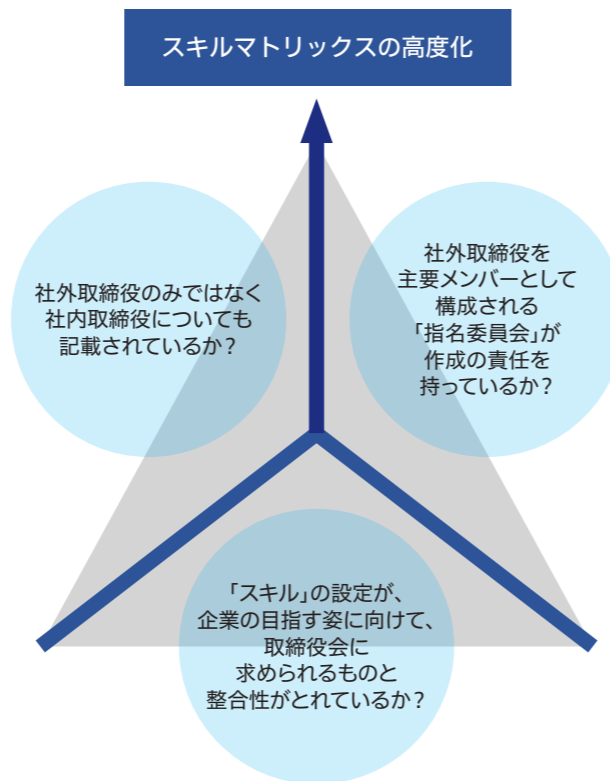 スキルマトリックスの高度化
社外取締役のみではなく
社内取締役についても
記載されているか？
社外取締役を
主要メンバーとして
構成される
「指名委員会」が
作成の責任を
持っているか？
「スキル」の設定が、
企業の目指す姿に向けて、
取締役会に
求められるものと
整合性がとれているか？